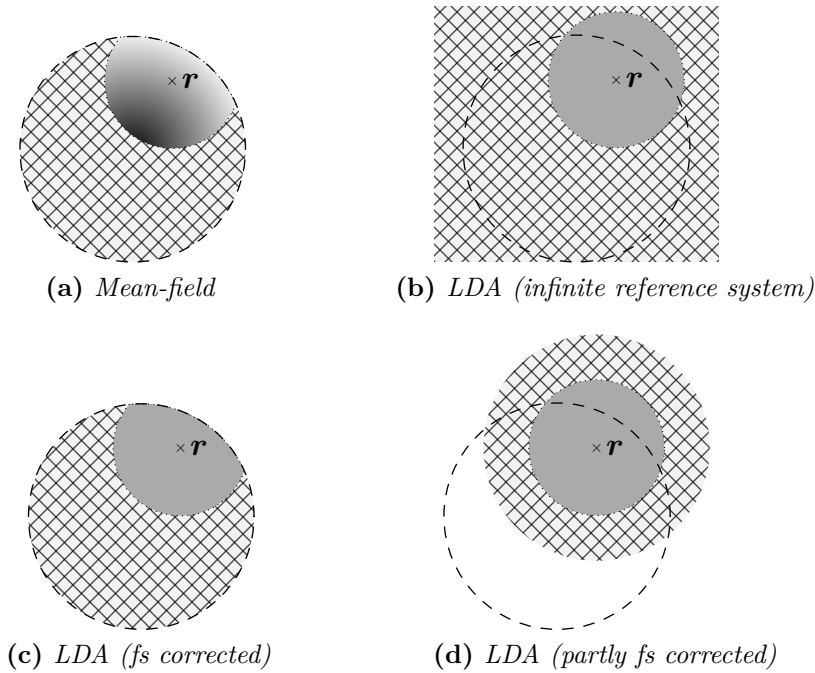 r
r
(a) Mean-field
(b) LDA (infinite reference system)
r
r
(c) LDA (fs corrected)
(d) LDA (partly fs corrected)